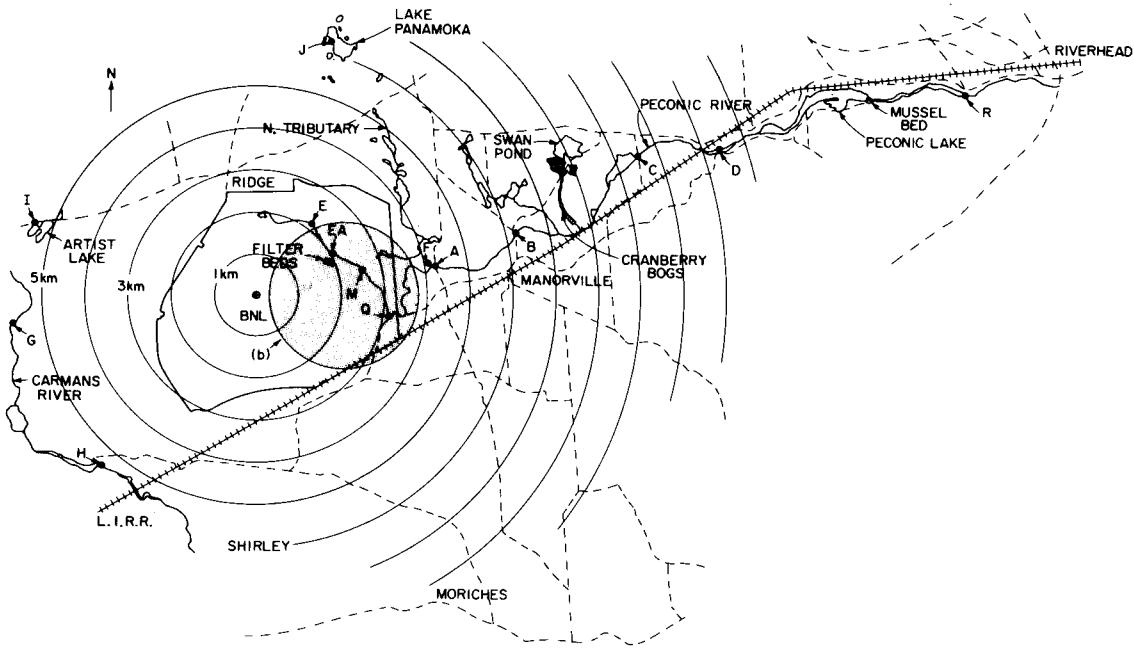 LAKE
PANAMOKA
J
N
RIVERHEAD
PECONIC RIVER
N. TRIBUTARY
SWAN
POND
MUSSEL
BED
R
PECONIC LAKE
C
D
RIDGE
I
E
EA
FILTER
BEDS
F
A
B
ARTIST
LAKE
CRANBERRY
BOGS
5km
3km
1km
M
MANORVILLE
BNL
Q
G
(b)
CARMANS
RIVER
H
L.I.R.R.
SHIRLEY
MORICHES